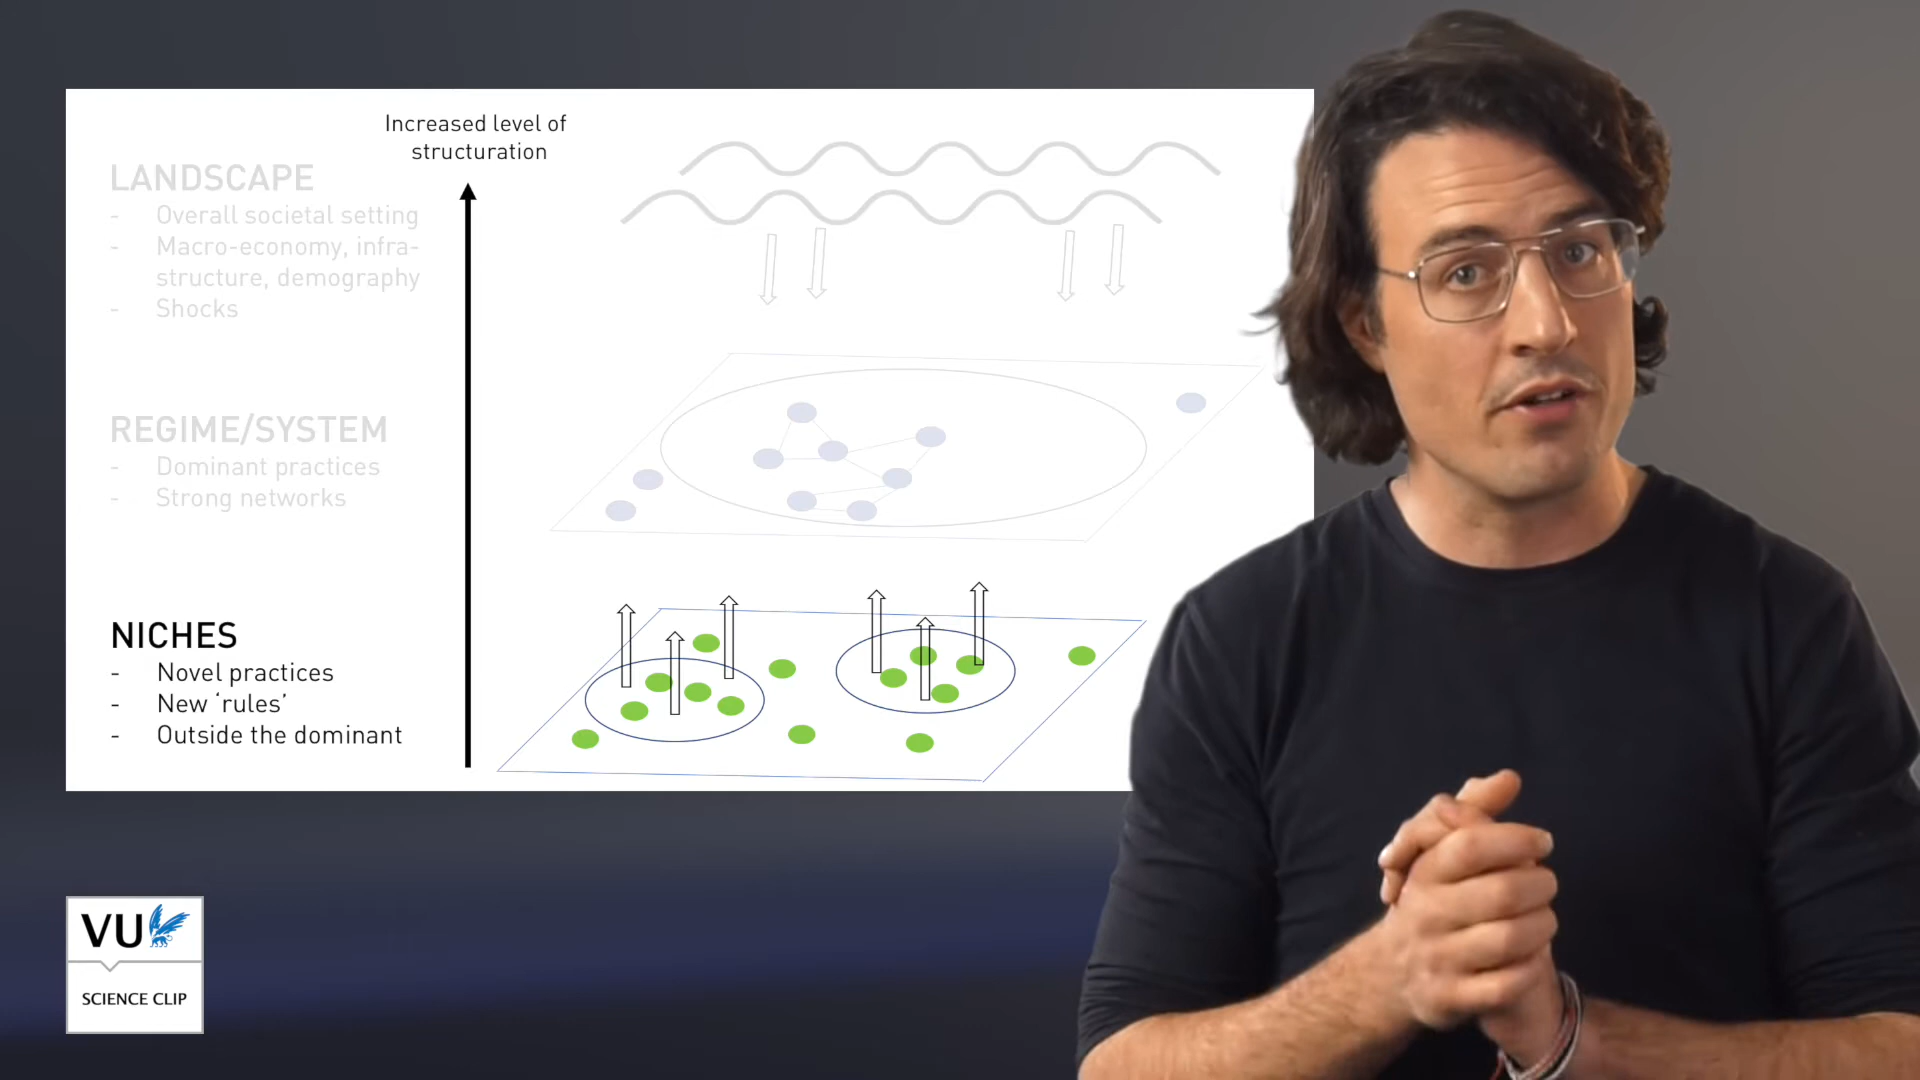 Increased level of
structuration
LANDSCAPE
- Overall societal setting
- Macro-economy, infra-
structure, demography
- Shocks
REGIME/SYSTEM
- Dominant practices
- Strong networks
NICHES
- Novel practices
- New ‘rules’
- Outside the dominant
VU
SCIENCE CLIP